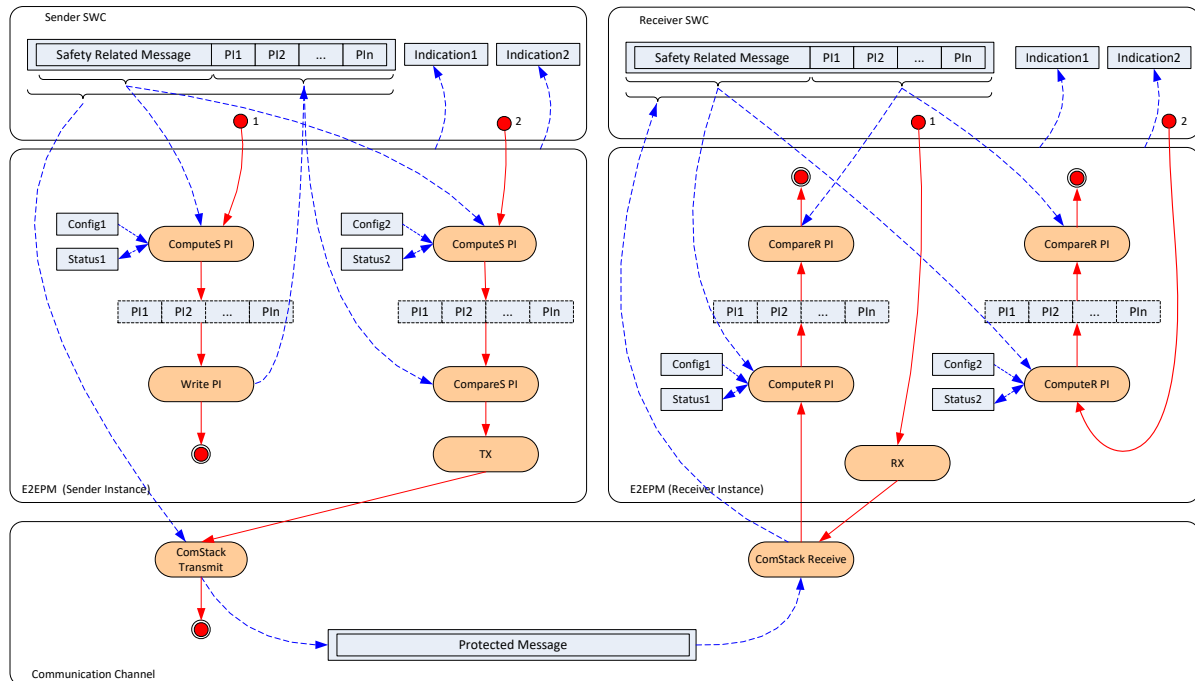 Sender SWC
Safety Related Message PI1 PI2 ... PIn
Indication1
Indication2
1
2
Config1
Status1
ComputeS PI
Config2
Status2
ComputeS PI
PI1 PI2 ... PIn
PI1 PI2 ... PIn
Write PI
CompareS PI
TX
E2EPM (Sender Instance)
Receiver SWC
Safety Related Message PI1 PI2 ... PIn
Indication1
Indication2
1
2
CompareR PI
CompareR PI
PI1 PI2 ... PIn
PI1 PI2 ... PIn
Config1
Status1
ComputeR PI
Config2
Status2
ComputeR PI
RX
E2EPM (Receiver Instance)
ComStack
Transmit
ComStack Receive
Protected Message
Communication Channel